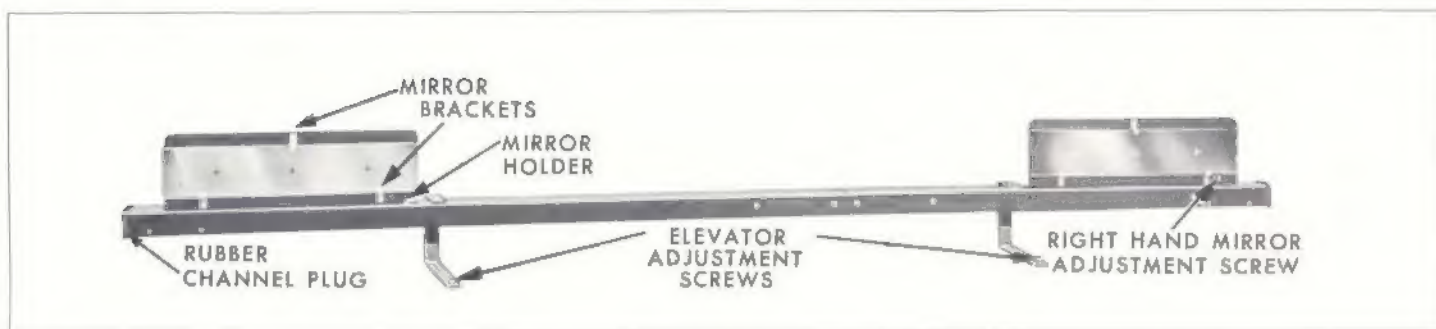 MIRROR
BRACKETS
MIRROR
HOLDER
RUBBER
CHANNEL PLUG
ELEVATOR
ADJUSTMENT
SCREWS
RIGHT HAND MIRROR
ADJUSTMENT SCREW